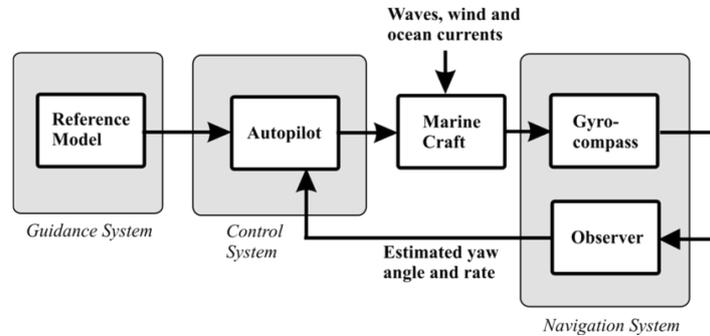 Waves, wind and
ocean currents
Reference
Model
Autopilot
Marine
Craft
Gyro-
compass
Guidance System
Control
System
Estimated yaw
angle and rate
Observer
Navigation System